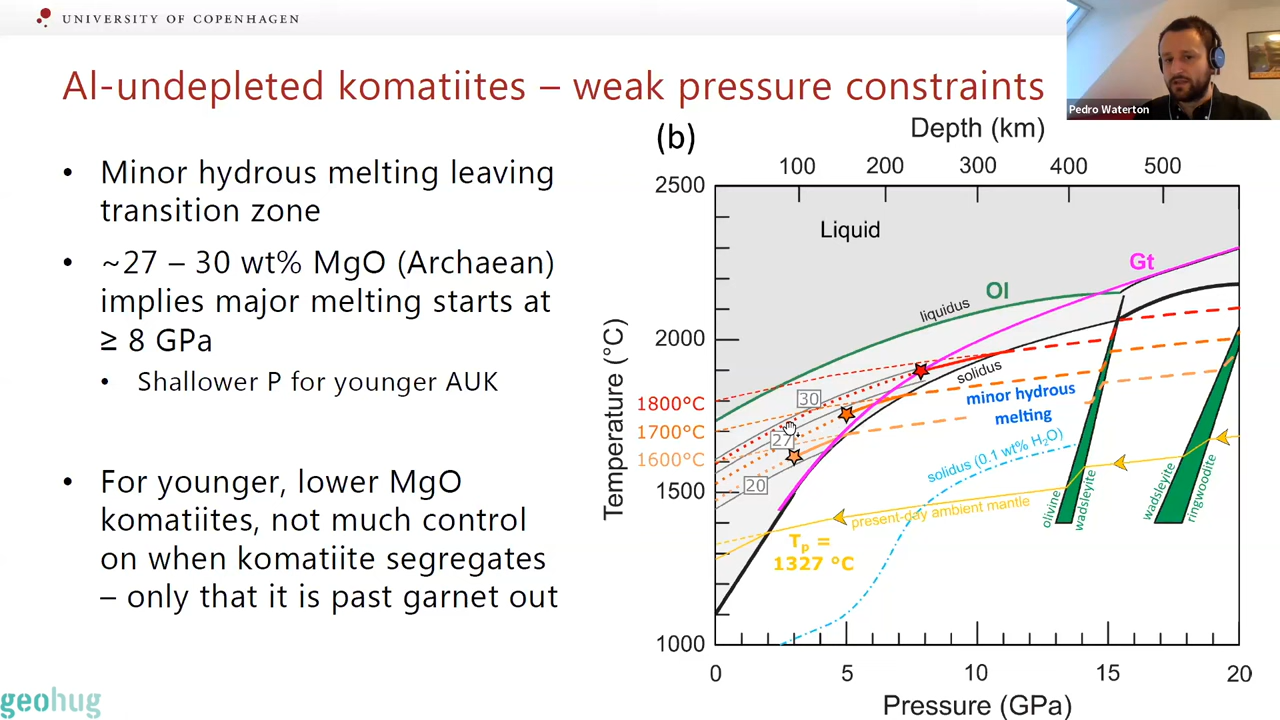 UNIVERSITY OF COPENHAGEN
Al-undepleted komatiites – weak pressure constraints
Pedro Waterton
• Minor hydrous melting leaving
transition zone
• ~27 – 30 wt% MgO (Archaean)
implies major melting starts at
≥ 8 GPa
• Shallower P for younger AUK
• For younger, lower MgO
komatiites, not much control
on when komatiite segregates
– only that it is past garnet out
(b)
Depth (km)
100 200 300 400 500
2500
2000
1500
1000
Temperature (°C)
Liquid
Gt
Ol
liquidus
solidus
1800°C
1700°C
1600°C
30
27
20
minor hydrous
melting
solidus (0.1 wt% H₂O)
present-day ambient mantle
Tp =
1327 °C
olivine
wadsleyite
wadsleyite
ringwoodite
0 5 10 15 20
Pressure (GPa)
geohug